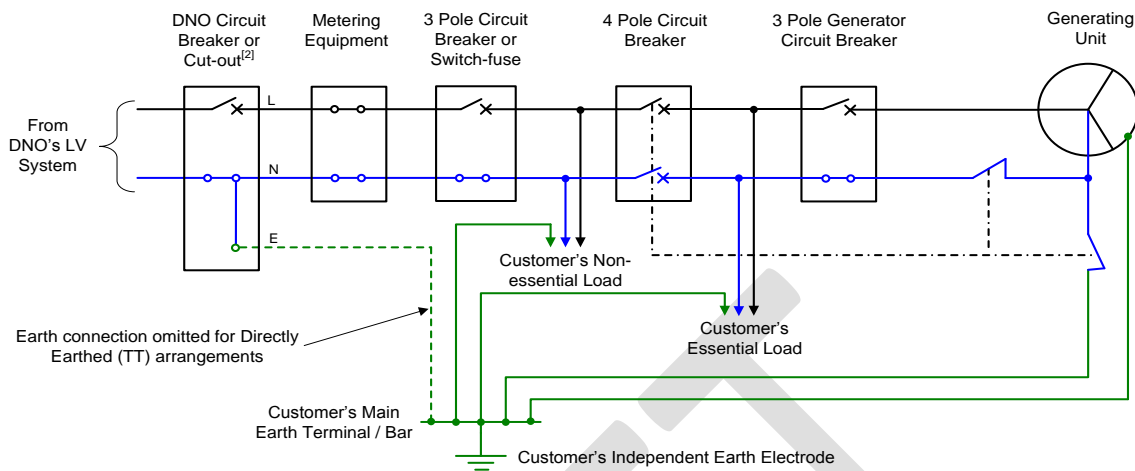 DNO Circuit
Breaker or
Cut-out[2]
Metering
Equipment
3 Pole Circuit
Breaker or
Switch-fuse
4 Pole Circuit
Breaker
3 Pole Generator
Circuit Breaker
Generating
Unit
L
From
DNO's LV
System
N
E
Customer's Non-
essential Load
Customer's
Essential Load
Earth connection omitted for Directly
Earthed (TT) arrangements
Customer's Main
Earth Terminal / Bar
Customer's Independent Earth Electrode